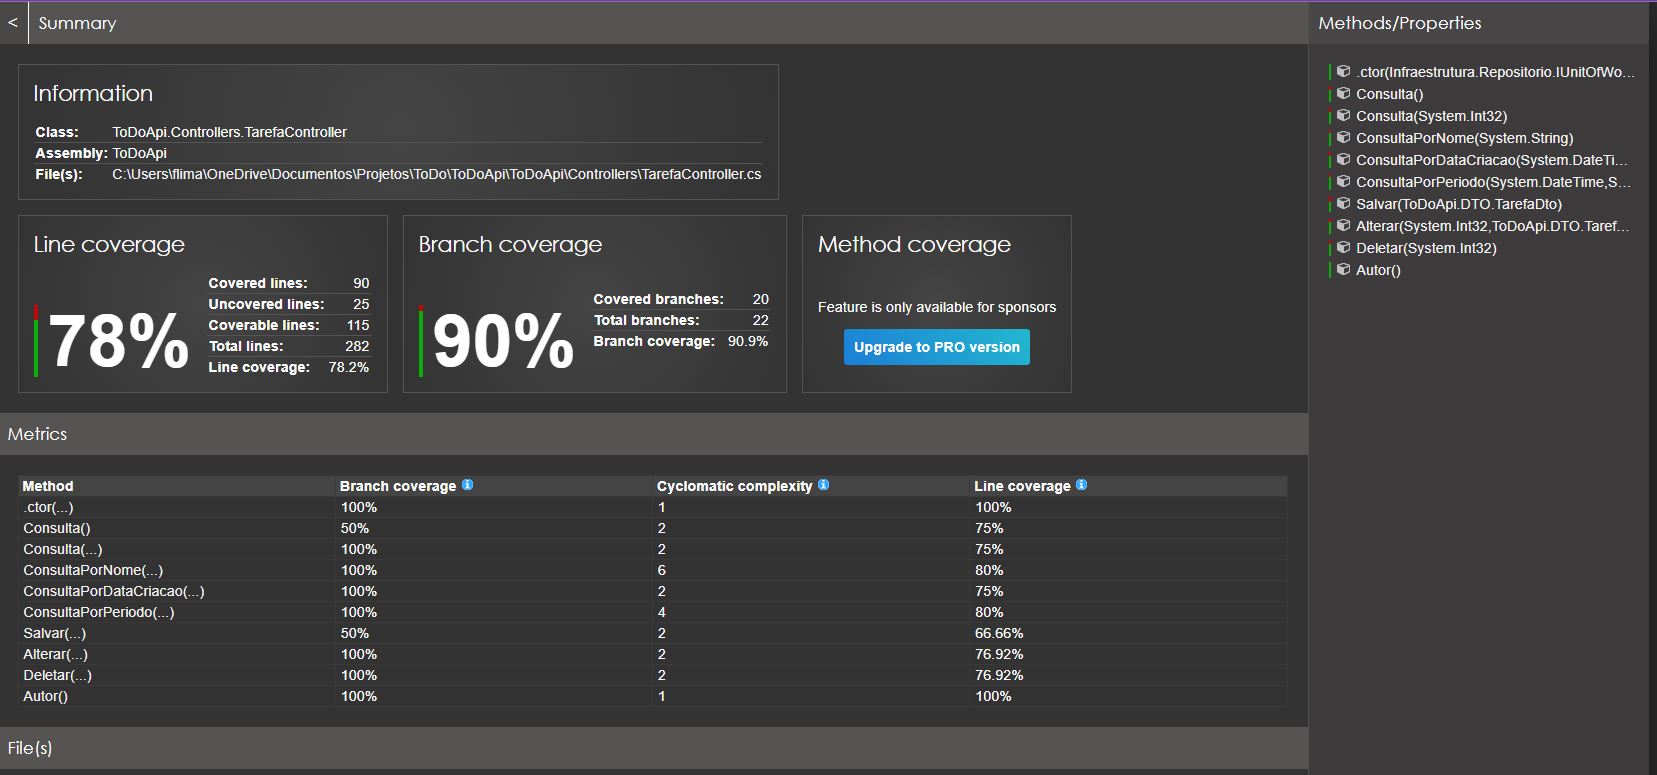 < Summary
Information
Class: ToDoApi.Controllers.TarefaController
Assembly: ToDoApi
File(s): C:\Users\flima\OneDrive\Documentos\Projetos\ToDo\ToDoApi\ToDoApi\Controllers\TarefaController.cs
Line coverage
78%
Covered lines: 90
Uncovered lines: 25
Coverable lines: 115
Total lines: 282
Line coverage: 78.2%
Branch coverage
90%
Covered branches: 20
Total branches: 22
Branch coverage: 90.9%
Method coverage
Feature is only available for sponsors
Upgrade to PRO version
Metrics
Method Branch coverage Cyclomatic complexity Line coverage
.ctor(...) 100% 1 100%
Consulta() 50% 2 75%
Consulta(...) 100% 2 75%
ConsultaPorNome(...) 100% 6 80%
ConsultaPorDataCriacao(...) 100% 2 75%
ConsultaPorPeriodo(...) 100% 4 80%
Salvar(...) 50% 2 66.66%
Alterar(...) 100% 2 76.92%
Deletar(...) 100% 2 76.92%
Autor() 100% 1 100%
File(s)
Methods/Properties
.ctor(Infraestrutura.Repositorio.IUnitOfWo...
Consulta()
Consulta(System.Int32)
ConsultaPorNome(System.String)
ConsultaPorDataCriacao(System.DateTi...
ConsultaPorPeriodo(System.DateTime,S...
Salvar(ToDoApi.DTO.TarefaDto)
Alterar(System.Int32,ToDoApi.DTO.Taref...
Deletar(System.Int32)
Autor()